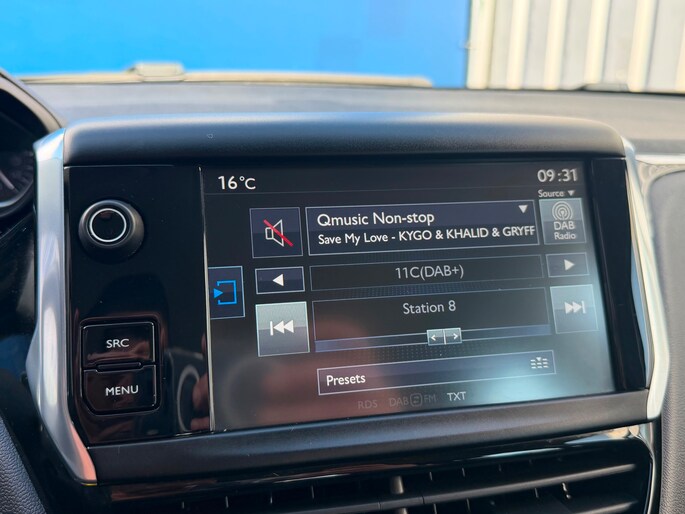 16°C
09:31
Source ▼
Qmusic Non-stop
Save My Love - KYGO & KHALID & GRYFF
DAB
Radio
11C(DAB+)
Station 8
SRC
MENU
Presets
RDS DAB FM TXT